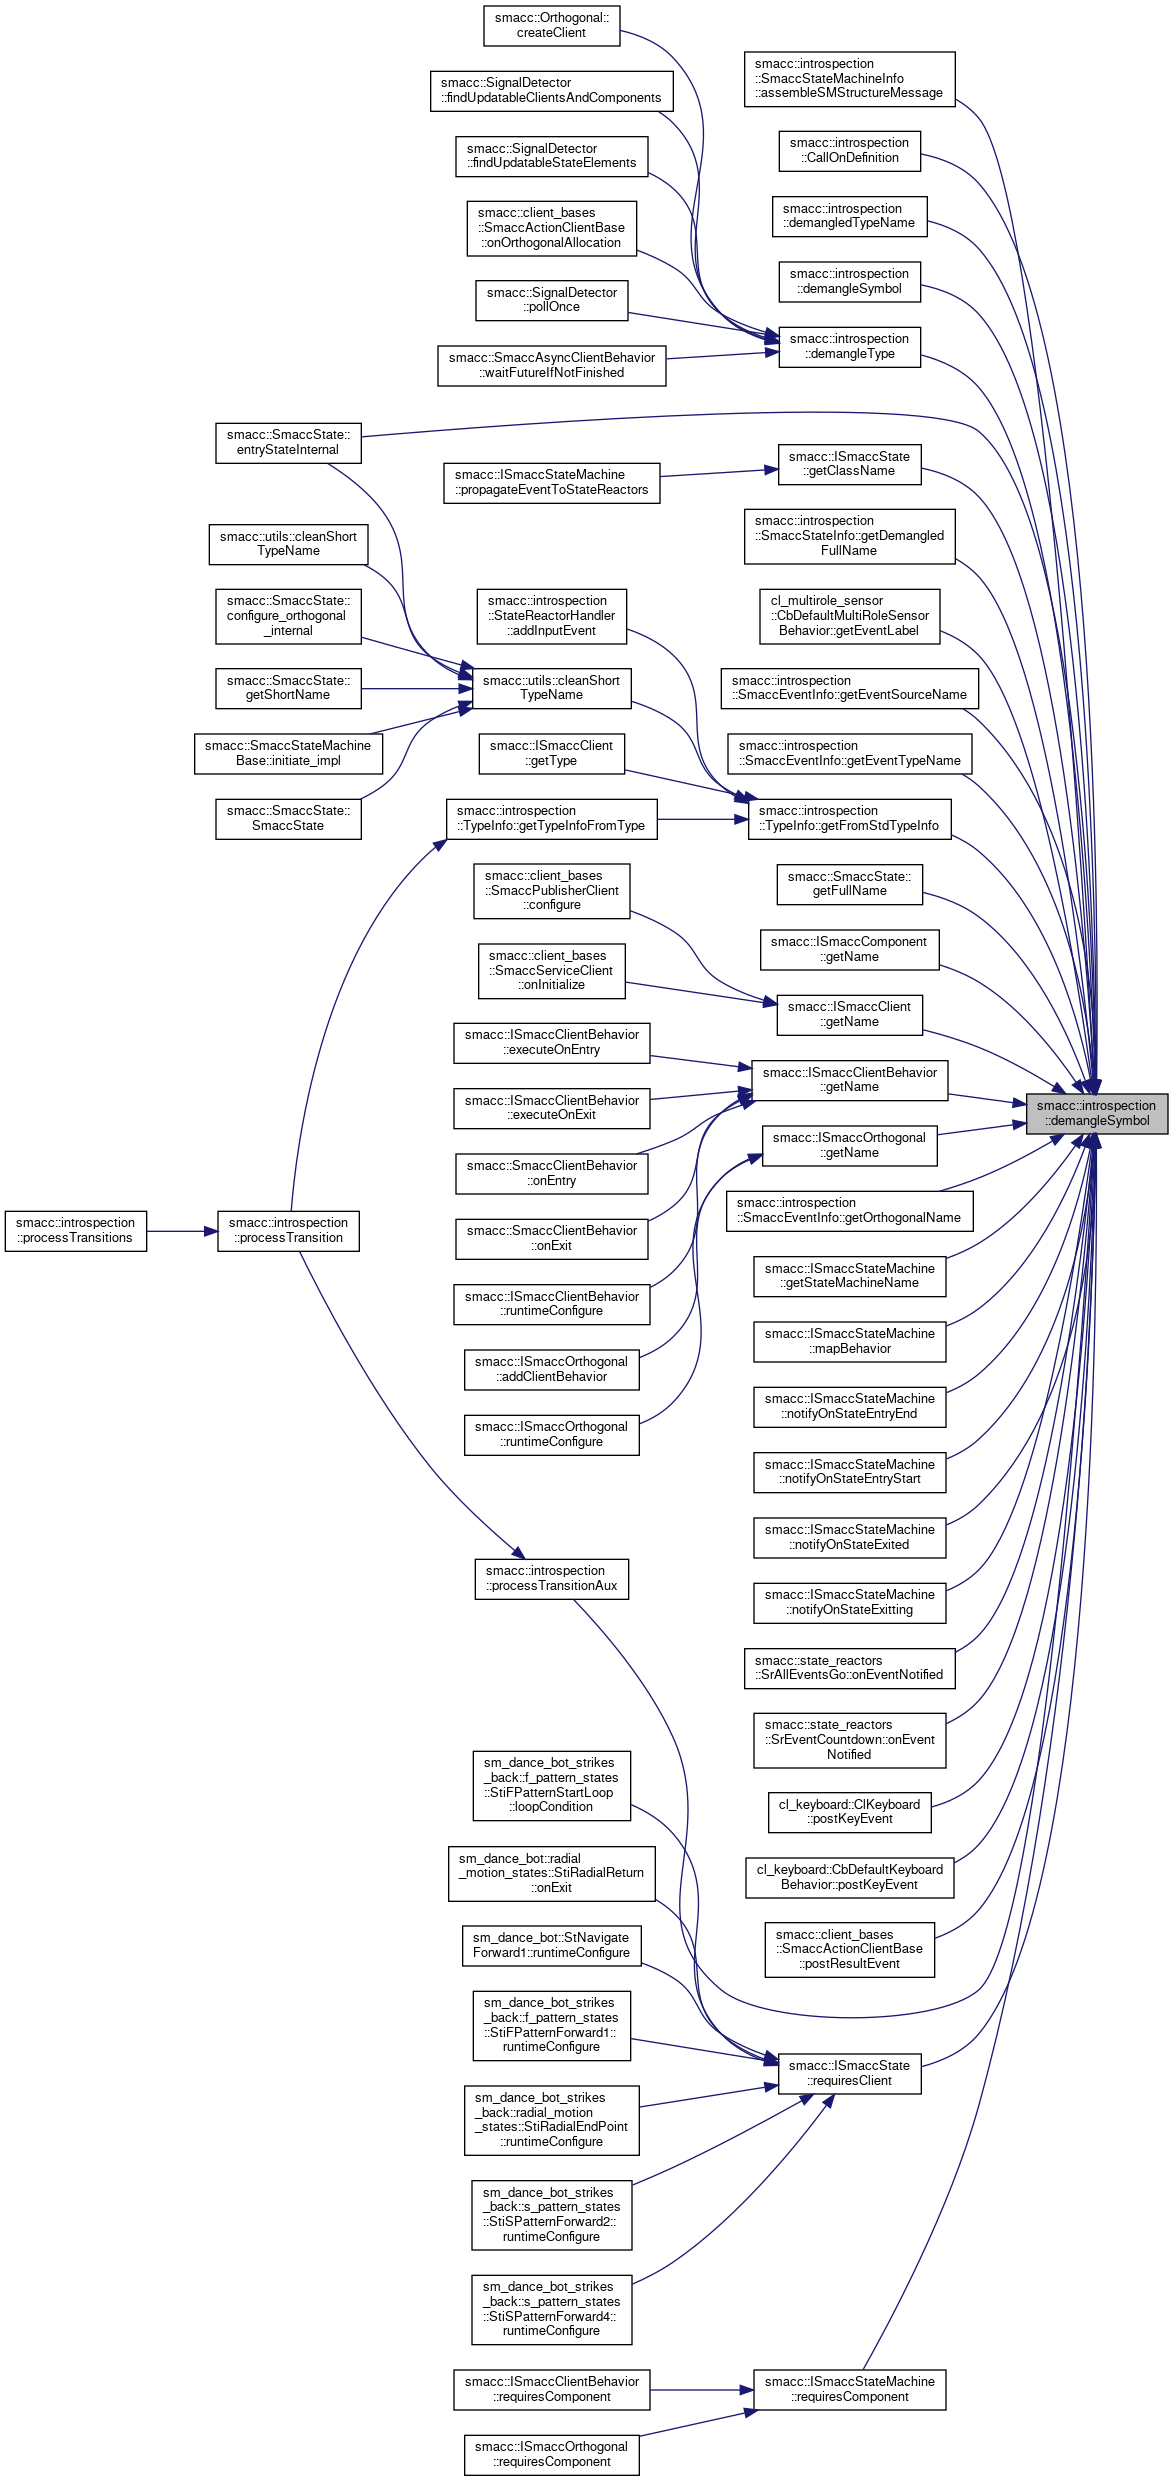 smacc::Orthogonal::
createClient
smacc::SignalDetector
::findUpdatableClientsAndComponents
smacc::SignalDetector
::findUpdatableStateElements
smacc::client_bases
::SmaccActionClientBase
::onOrthogonalAllocation
smacc::SignalDetector
::pollOnce
smacc::SmaccAsyncClientBehavior
::waitFutureIfNotFinished
smacc::introspection
::SmaccStateMachineInfo
::assembleSMStructureMessage
smacc::introspection
::CallOnDefinition
smacc::introspection
::demangledTypeName
smacc::introspection
::demangleSymbol
smacc::introspection
::demangleType
smacc::SmaccState::
entryStateInternal
smacc::ISmaccStateMachine
::propagateEventToStateReactors
smacc::ISmaccState
::getClassName
smacc::introspection
::SmaccStateInfo::getDemangled
FullName
smacc::utils::cleanShort
TypeName
smacc::SmaccState::
configure_orthogonal
_internal
smacc::introspection
::StateReactorHandler
::addInputEvent
cl_multirole_sensor
::CbDefaultMultiRoleSensor
Behavior::getEventLabel
smacc::SmaccState::
getShortName
smacc::utils::cleanShort
TypeName
smacc::introspection
::SmaccEventInfo::getEventSourceName
smacc::SmaccStateMachine
Base::initiate_impl
smacc::ISmaccClient
::getType
smacc::introspection
::SmaccEventInfo::getEventTypeName
smacc::SmaccState::
SmaccState
smacc::introspection
::TypeInfo::getTypeInfoFromType
smacc::introspection
::TypeInfo::getFromStdTypeInfo
smacc::client_bases
::SmaccPublisherClient
::configure
smacc::SmaccState::
getFullName
smacc::client_bases
::SmaccServiceClient
::onInitialize
smacc::ISmaccComponent
::getName
smacc::ISmaccClient
::getName
smacc::ISmaccClientBehavior
::executeOnEntry
smacc::ISmaccClientBehavior
::getName
smacc::ISmaccClientBehavior
::executeOnExit
smacc::introspection
::demangleSymbol
smacc::SmaccClientBehavior
::onEntry
smacc::ISmaccOrthogonal
::getName
smacc::introspection
::processTransitions
smacc::introspection
::processTransition
smacc::SmaccClientBehavior
::onExit
smacc::introspection
::SmaccEventInfo::getOrthogonalName
smacc::ISmaccClientBehavior
::runtimeConfigure
smacc::ISmaccStateMachine
::getStateMachineName
smacc::ISmaccOrthogonal
::addClientBehavior
smacc::ISmaccStateMachine
::mapBehavior
smacc::ISmaccOrthogonal
::runtimeConfigure
smacc::ISmaccStateMachine
::notifyOnStateEntryEnd
smacc::ISmaccStateMachine
::notifyOnStateEntryStart
smacc::ISmaccStateMachine
::notifyOnStateExited
smacc::introspection
::processTransitionAux
smacc::ISmaccStateMachine
::notifyOnStateExitting
smacc::state_reactors
::SrAllEventsGo::onEventNotified
smacc::state_reactors
::SrEventCountdown::onEvent
Notified
sm_dance_bot_strikes
_back::f_pattern_states
::StiFPatternStartLoop
::loopCondition
cl_keyboard::ClKeyboard
::postKeyEvent
sm_dance_bot::radial
_motion_states::StiRadialReturn
::onExit
cl_keyboard::CbDefaultKeyboard
Behavior::postKeyEvent
sm_dance_bot::StNavigate
Forward1::runtimeConfigure
smacc::client_bases
::SmaccActionClientBase
::postResultEvent
sm_dance_bot_strikes
_back::f_pattern_states
::StiFPatternForward1::
runtimeConfigure
smacc::ISmaccState
::requiresClient
sm_dance_bot_strikes
_back::radial_motion
_states::StiRadialEndPoint
::runtimeConfigure
sm_dance_bot_strikes
_back::s_pattern_states
::StiSPatternForward2::
runtimeConfigure
sm_dance_bot_strikes
_back::s_pattern_states
::StiSPatternForward4::
runtimeConfigure
smacc::ISmaccClientBehavior
::requiresComponent
smacc::ISmaccStateMachine
::requiresComponent
smacc::ISmaccOrthogonal
::requiresComponent